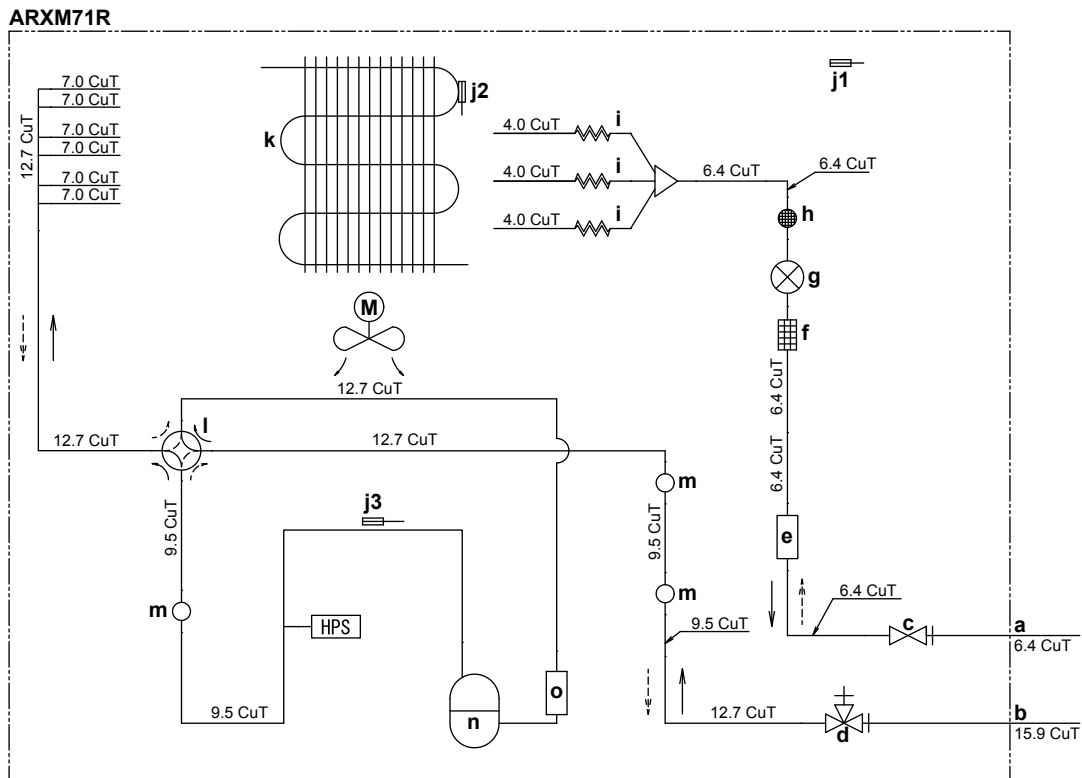 ARXM71R
7.0 CuT
7.0 CuT
7.0 CuT
7.0 CuT
7.0 CuT
7.0 CuT
12.7 CuT
k
j2
j1
4.0 CuT
i
4.0 CuT
i
4.0 CuT
i
6.4 CuT
6.4 CuT
h
g
f
M
6.4 CuT
6.4 CuT
e
12.7 CuT
12.7 CuT
l
12.7 CuT
9.5 CuT
m
j3
HPS
9.5 CuT
n
o
m
9.5 CuT
m
9.5 CuT
12.7 CuT
d
6.4 CuT
c
a
6.4 CuT
b
15.9 CuT